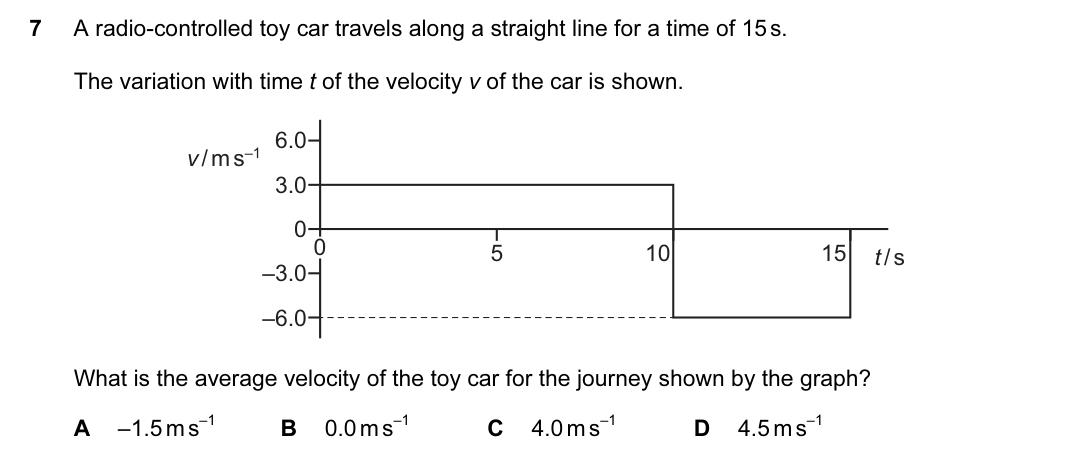 7 A radio-controlled toy car travels along a straight line for a time of 15 s.
The variation with time t of the velocity v of the car is shown.
6.0
v / m s⁻¹
3.0
0
0 5 10 15 t / s
–3.0
–6.0
What is the average velocity of the toy car for the journey shown by the graph?
A –1.5 m s⁻¹ B 0.0 m s⁻¹ C 4.0 m s⁻¹ D 4.5 m s⁻¹